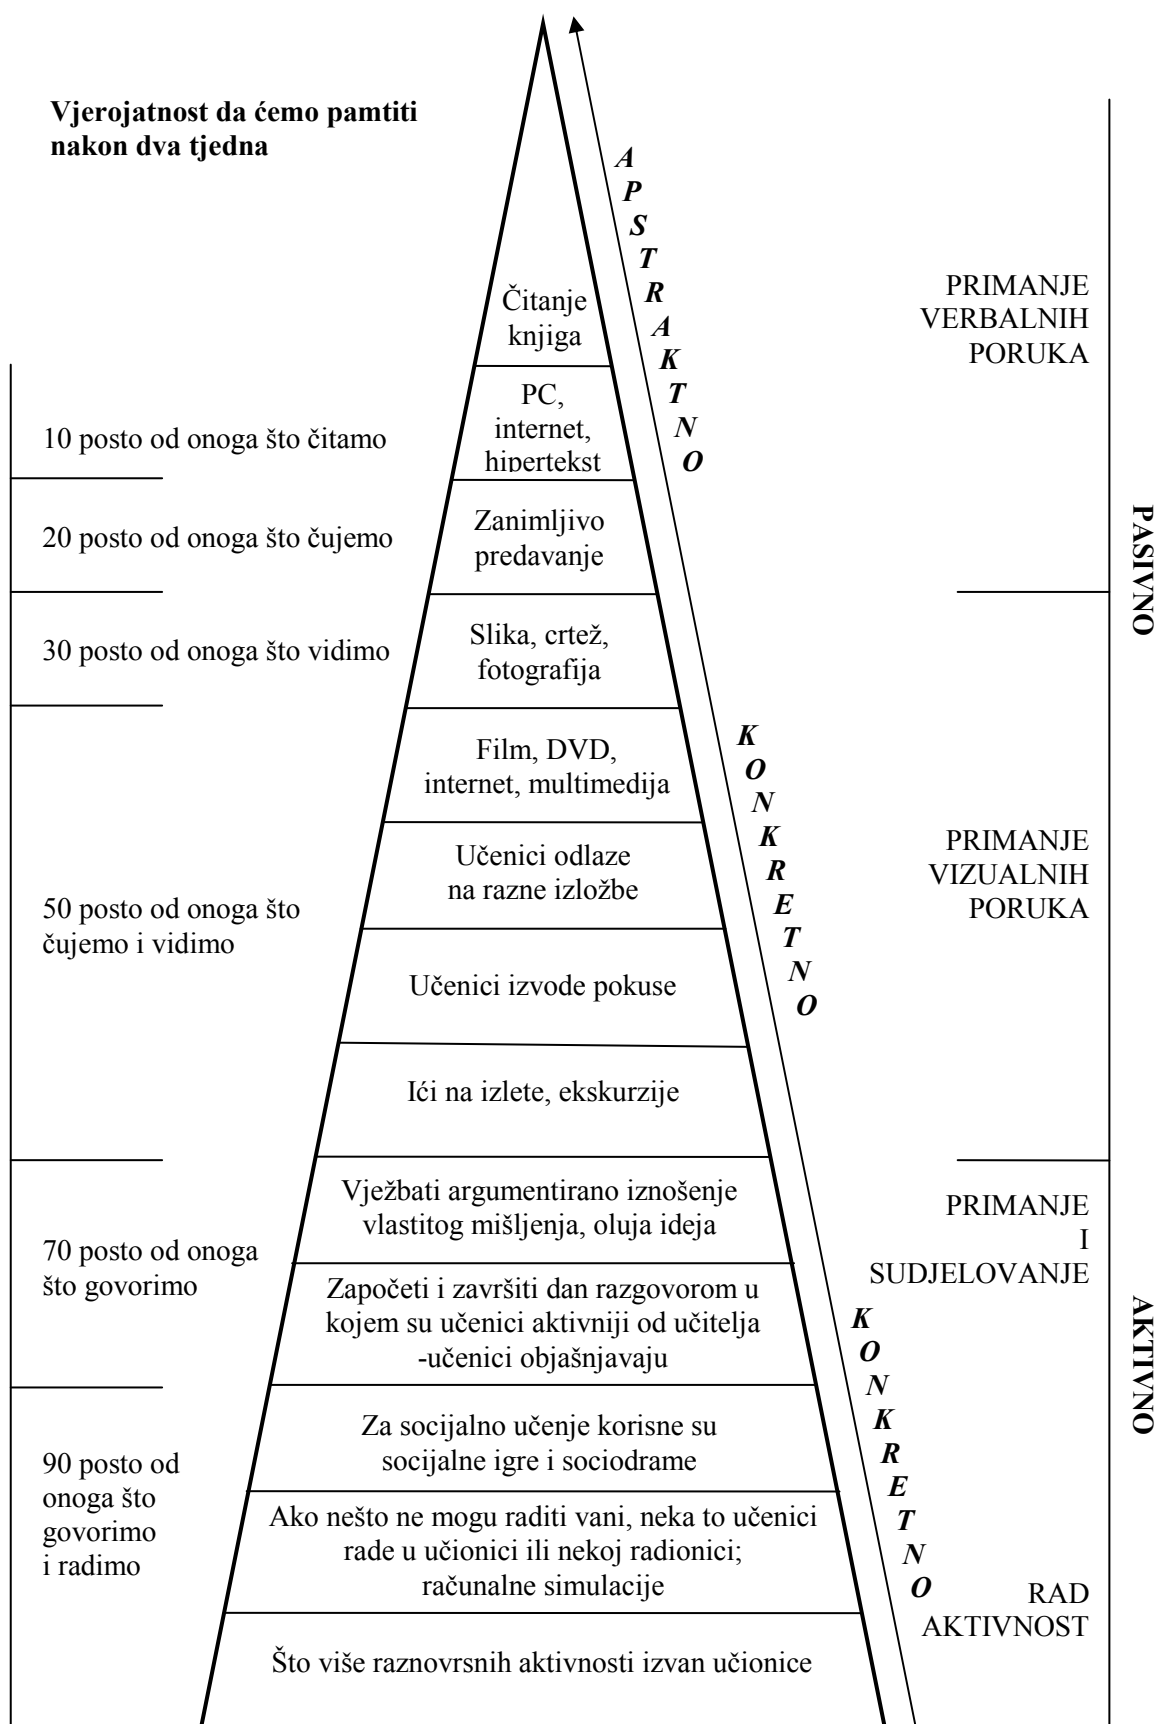 Vjerojatnost da ćemo pamtiti
nakon dva tjedna
10 posto od onoga što čitamo
20 posto od onoga što čujemo
30 posto od onoga što vidimo
50 posto od onoga što
čujemo i vidimo
70 posto od onoga
što govorimo
90 posto od
onoga što
govorimo
i radimo
Čitanje
knjiga
PC,
internet,
hipertekst
Zanimljivo
predavanje
Slika, crtež,
fotografija
Film, DVD,
internet, multimedija
Učenici odlaze
na razne izložbe
Učenici izvode pokuse
Ići na izlete, ekskurzije
Vježbati argumentirano iznošenje
vlastitog mišljenja, oluja ideja
Započeti i završiti dan razgovorom u
kojem su učenici aktivniji od učitelja
-učenici objašnjavaju
Za socijalno učenje korisne su
socijalne igre i sociodrame
Ako nešto ne mogu raditi vani, neka to učenici
rade u učionici ili nekoj radionici;
računalne simulacije
Što više raznovrsnih aktivnosti izvan učionice
APSTRAKTNO
KONKRETNO
KONKRETNO
PRIMANJE
VERBALNIH
PORUKA
PRIMANJE
VIZUALNIH
PORUKA
PRIMANJE
I
SUDJELOVANJE
RAD
AKTIVNOST
PASIVNO
AKTIVNO